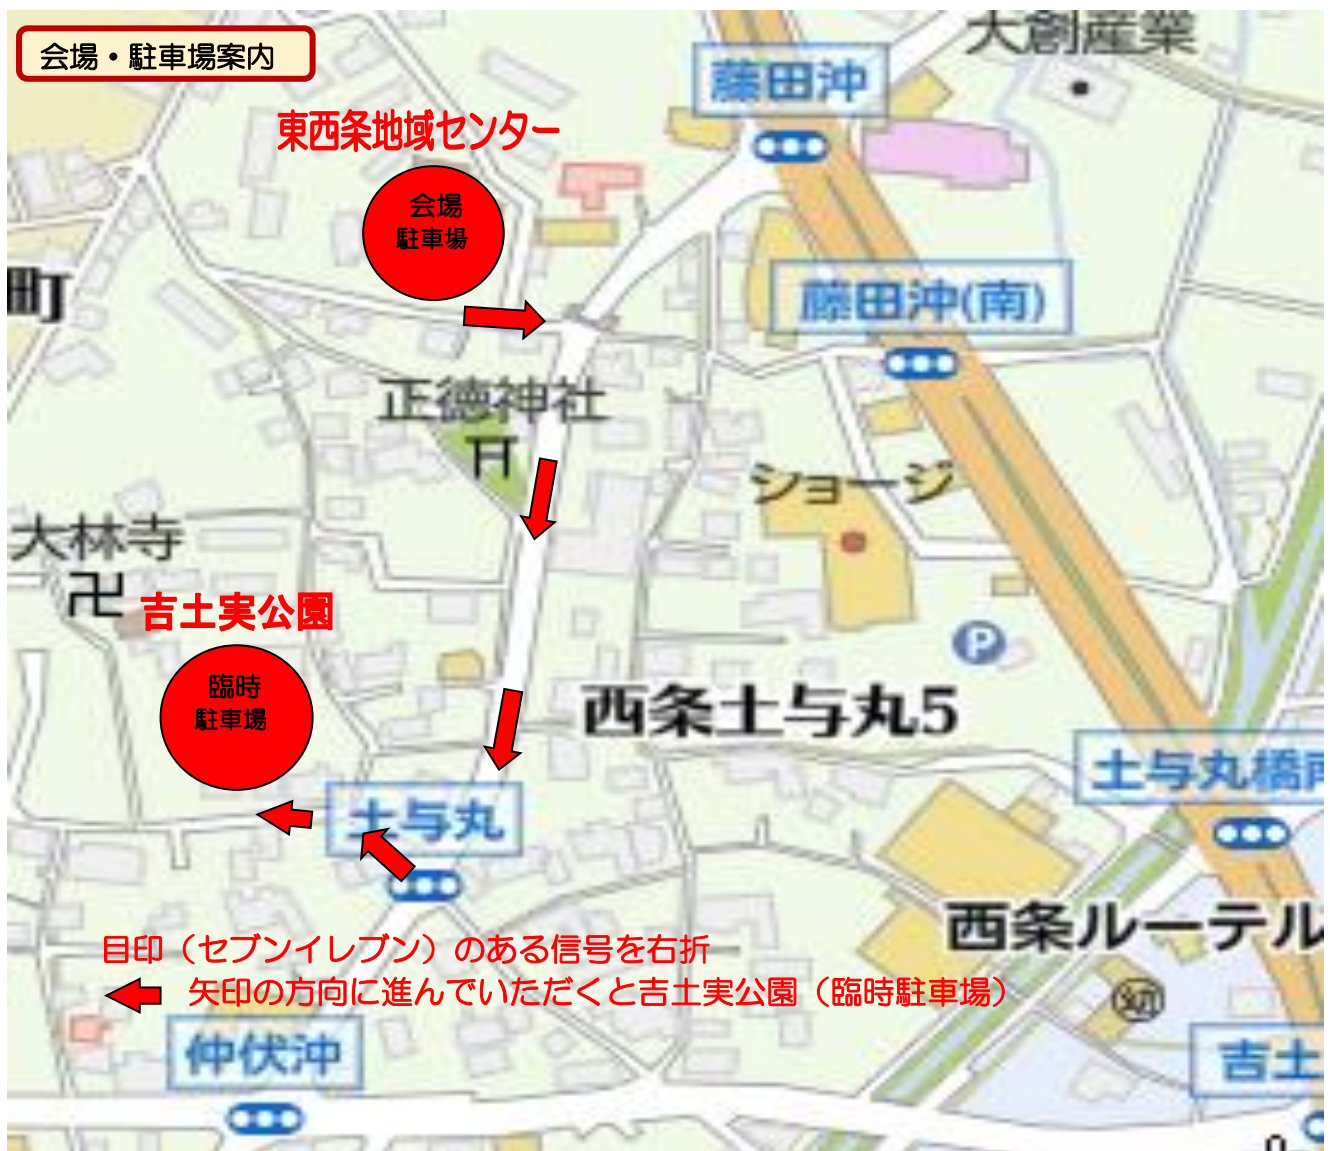 会場・駐車場案内
大創産業
藤田沖
東西条地域センター
会場
駐車場
町
藤田沖(南)
正徳神社
ショージ
大林寺
吉土実公園
P
臨時
駐車場
西条土与丸5
土与丸橋南
土与丸
西条ルーテル
目印（セブンイレブン）のある信号を右折
矢印の方向に進んでいただくと吉土実公園（臨時駐車場）
幼
仲伏沖
吉土